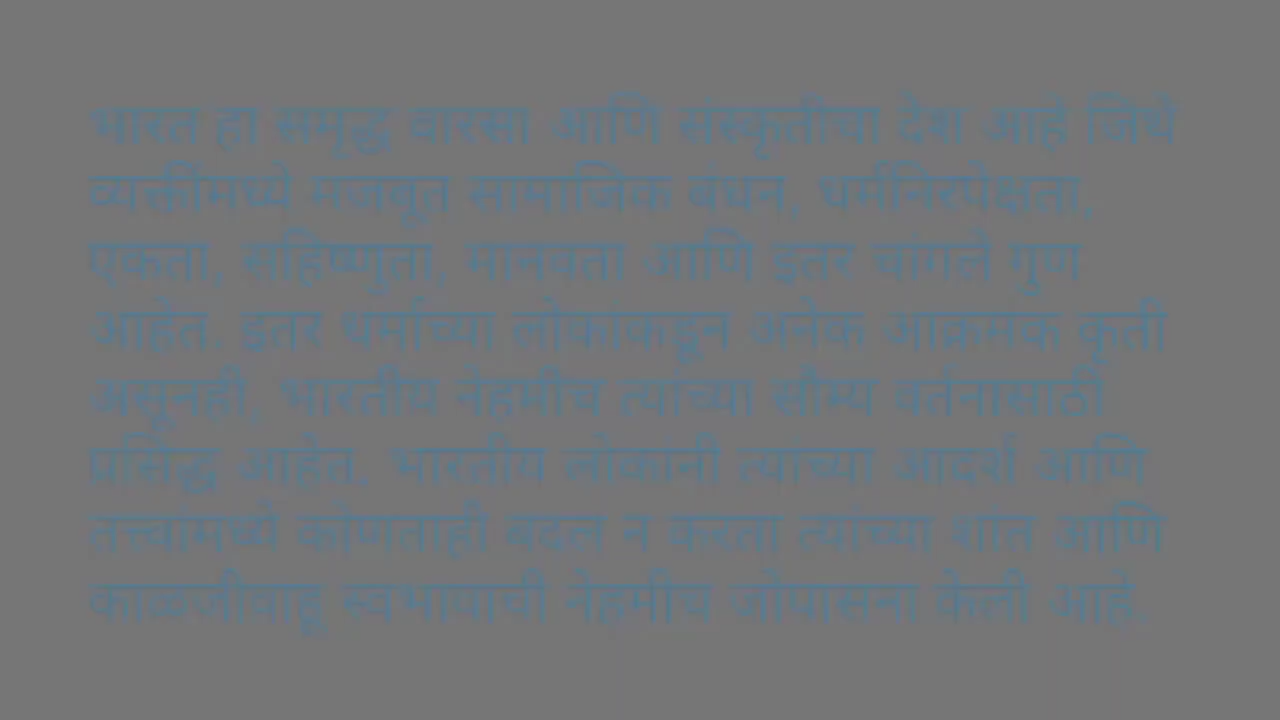 भारत हा समृद्ध वारसा आणि संस्कृतीचा देश आहे जिथे
व्यक्तींमध्ये मजबूत सामाजिक बंधन, धर्मनिरपेक्षता,
एकता, सहिष्णुता, मानवता आणि इतर चांगले गुण
आहेत. इतर धर्माच्या लोकांकडून अनेक आक्रमक कृती
असूनही, भारतीय नेहमीच त्यांच्या सौम्य वर्तनासाठी
प्रसिद्ध आहेत. भारतीय लोकांनी त्यांच्या आदर्श आणि
तत्त्वांमध्ये कोणताही बदल न करता त्यांच्या शांत आणि
काळजीवाहू स्वभावाची नेहमीच जोपासना केली आहे.